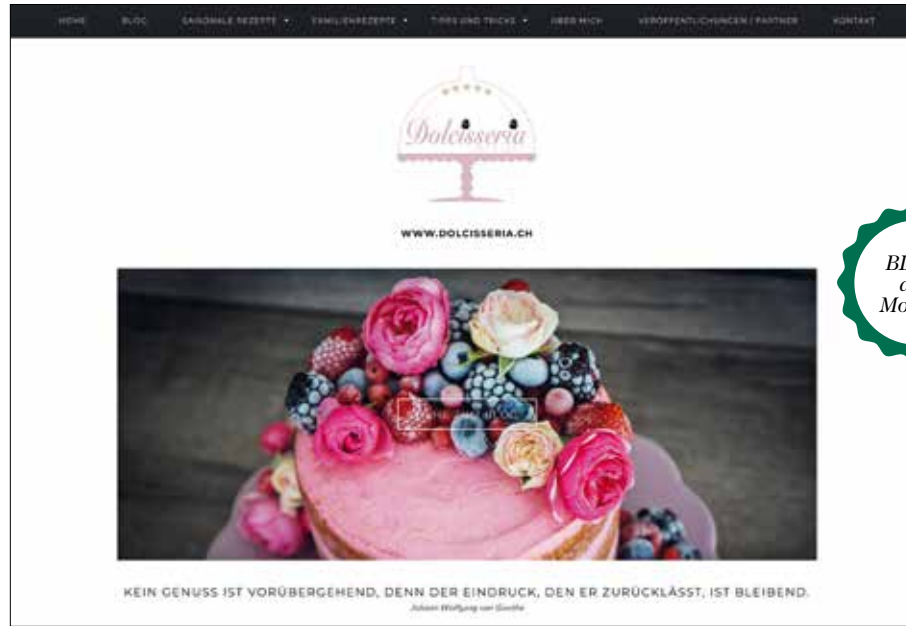 HOME BLOG SAISONALE REZEPTE FAMILIENREZEPTE TIPPS UND TRICKS ÜBER MICH VERÖFFENTLICHUNGEN / PARTNER KONTAKT
Dolcisseria
WWW.DOLCISSERIA.CH
KEIN GENUSS IST VORÜBERGEHEND, DENN DER EINDRUCK, DEN ER ZURÜCKLÄSST, IST BLEIBEND.
Johann Wolfgang von Goethe